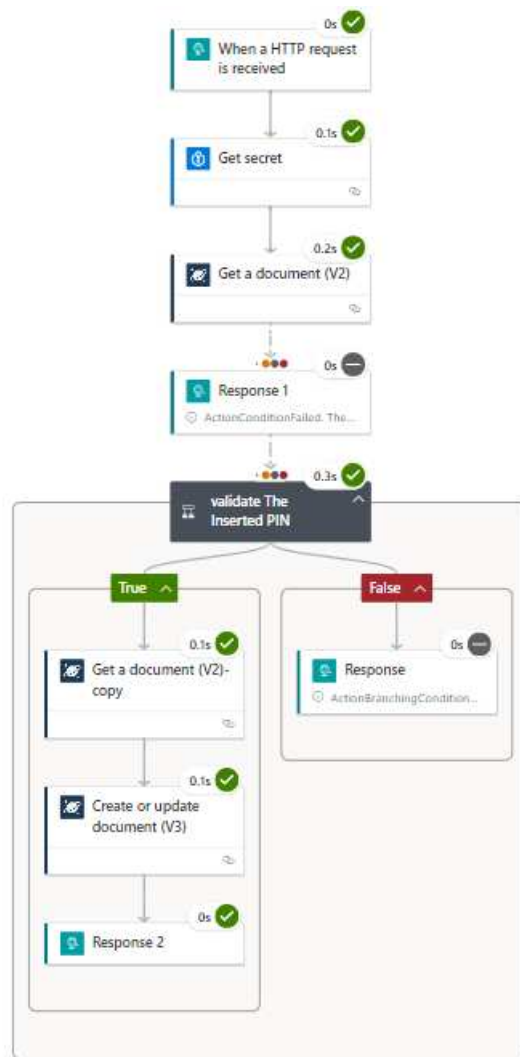 0s
When a HTTP request
is received
0.1s
Get secret
0.2s
Get a document (V2)
0s
Response 1
ActionConditionFailed. The...
0.3s
validate The
Inserted PIN
True
False
0.1s
Get a document (V2)-
copy
0s
Response
ActionBranchingCondition...
0.1s
Create or update
document (V3)
0s
Response 2